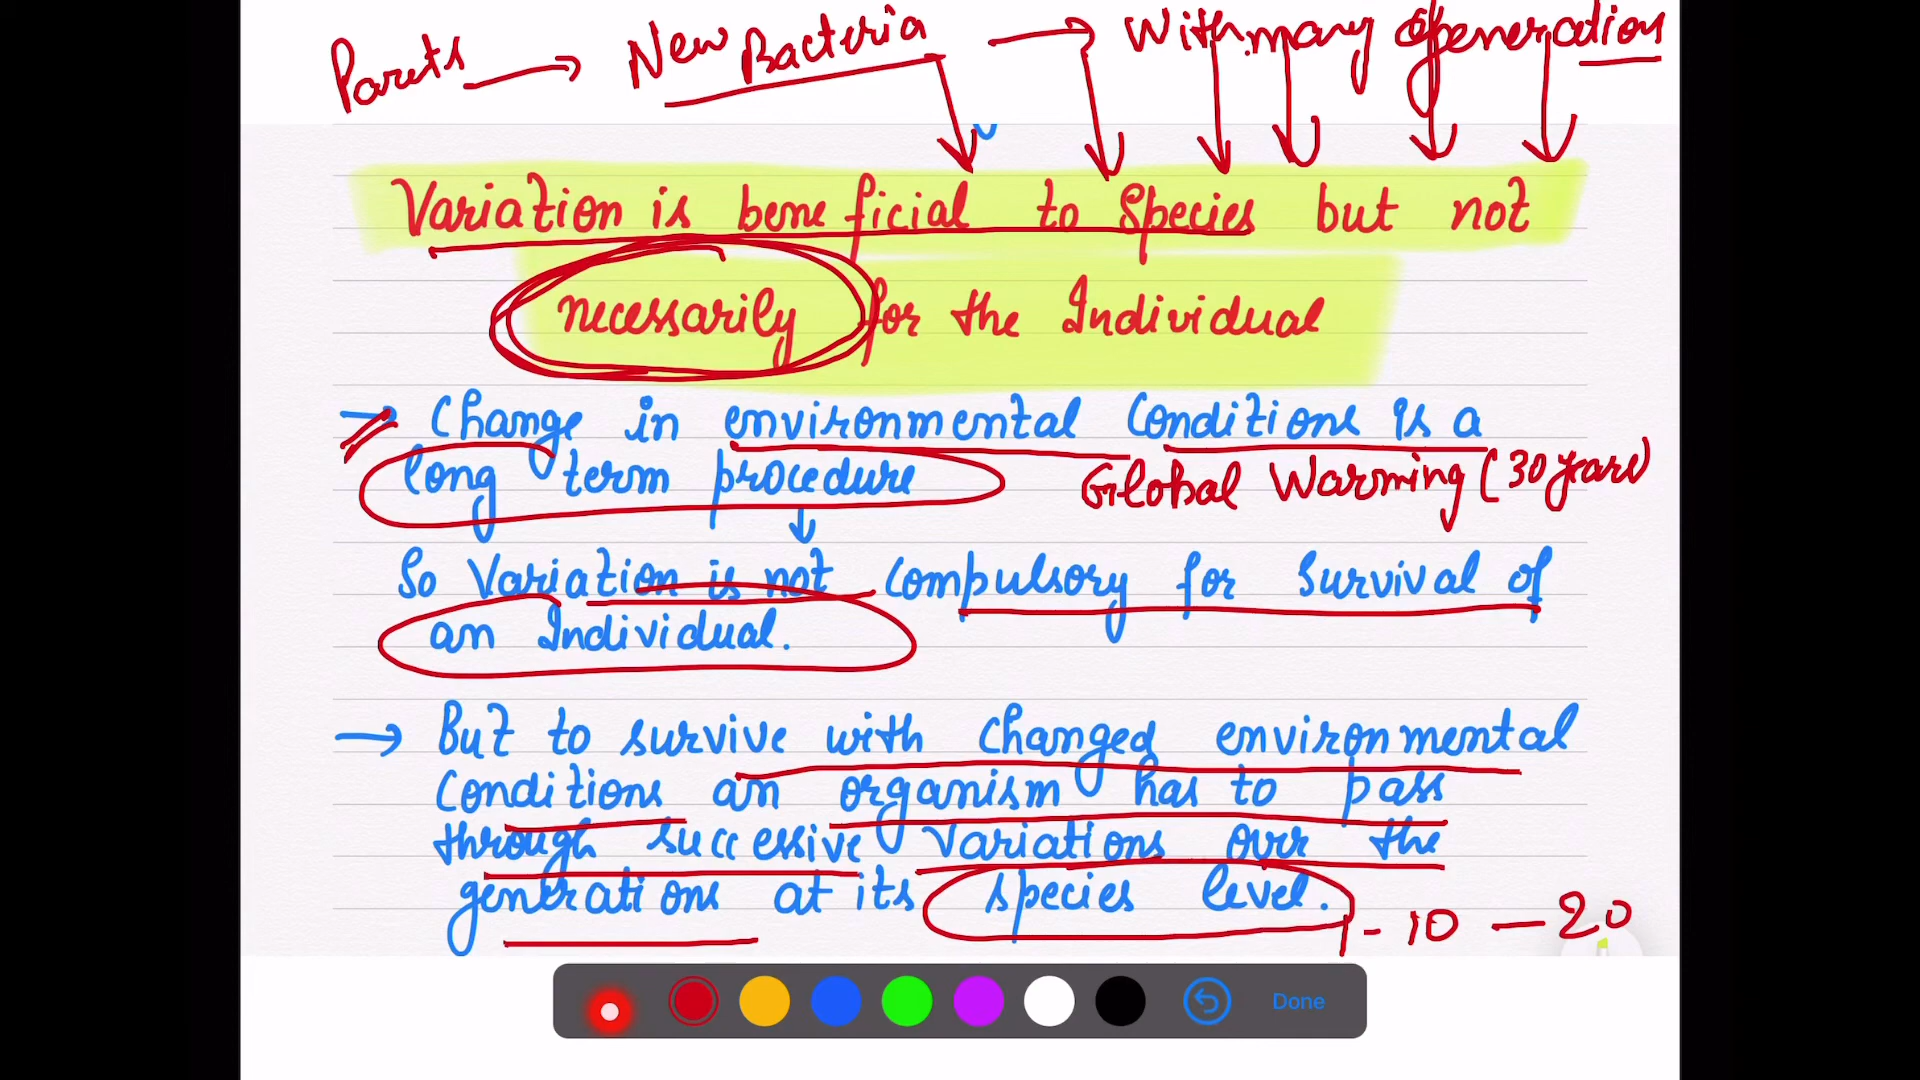 Parents → New Bacteria → With many Generation
Variation is beneficial to Species but not
necessarily for the Individual
→ Change in environmental Conditions is a
long term procedure
Global Warming (30 years)
↓
So Variation is not Compulsory for Survival of
an Individual.
→ But to survive with changed environmental
Conditions an organism has to pass
through successive variations over the
generations at its species level.
1 - 10 - 20
Done